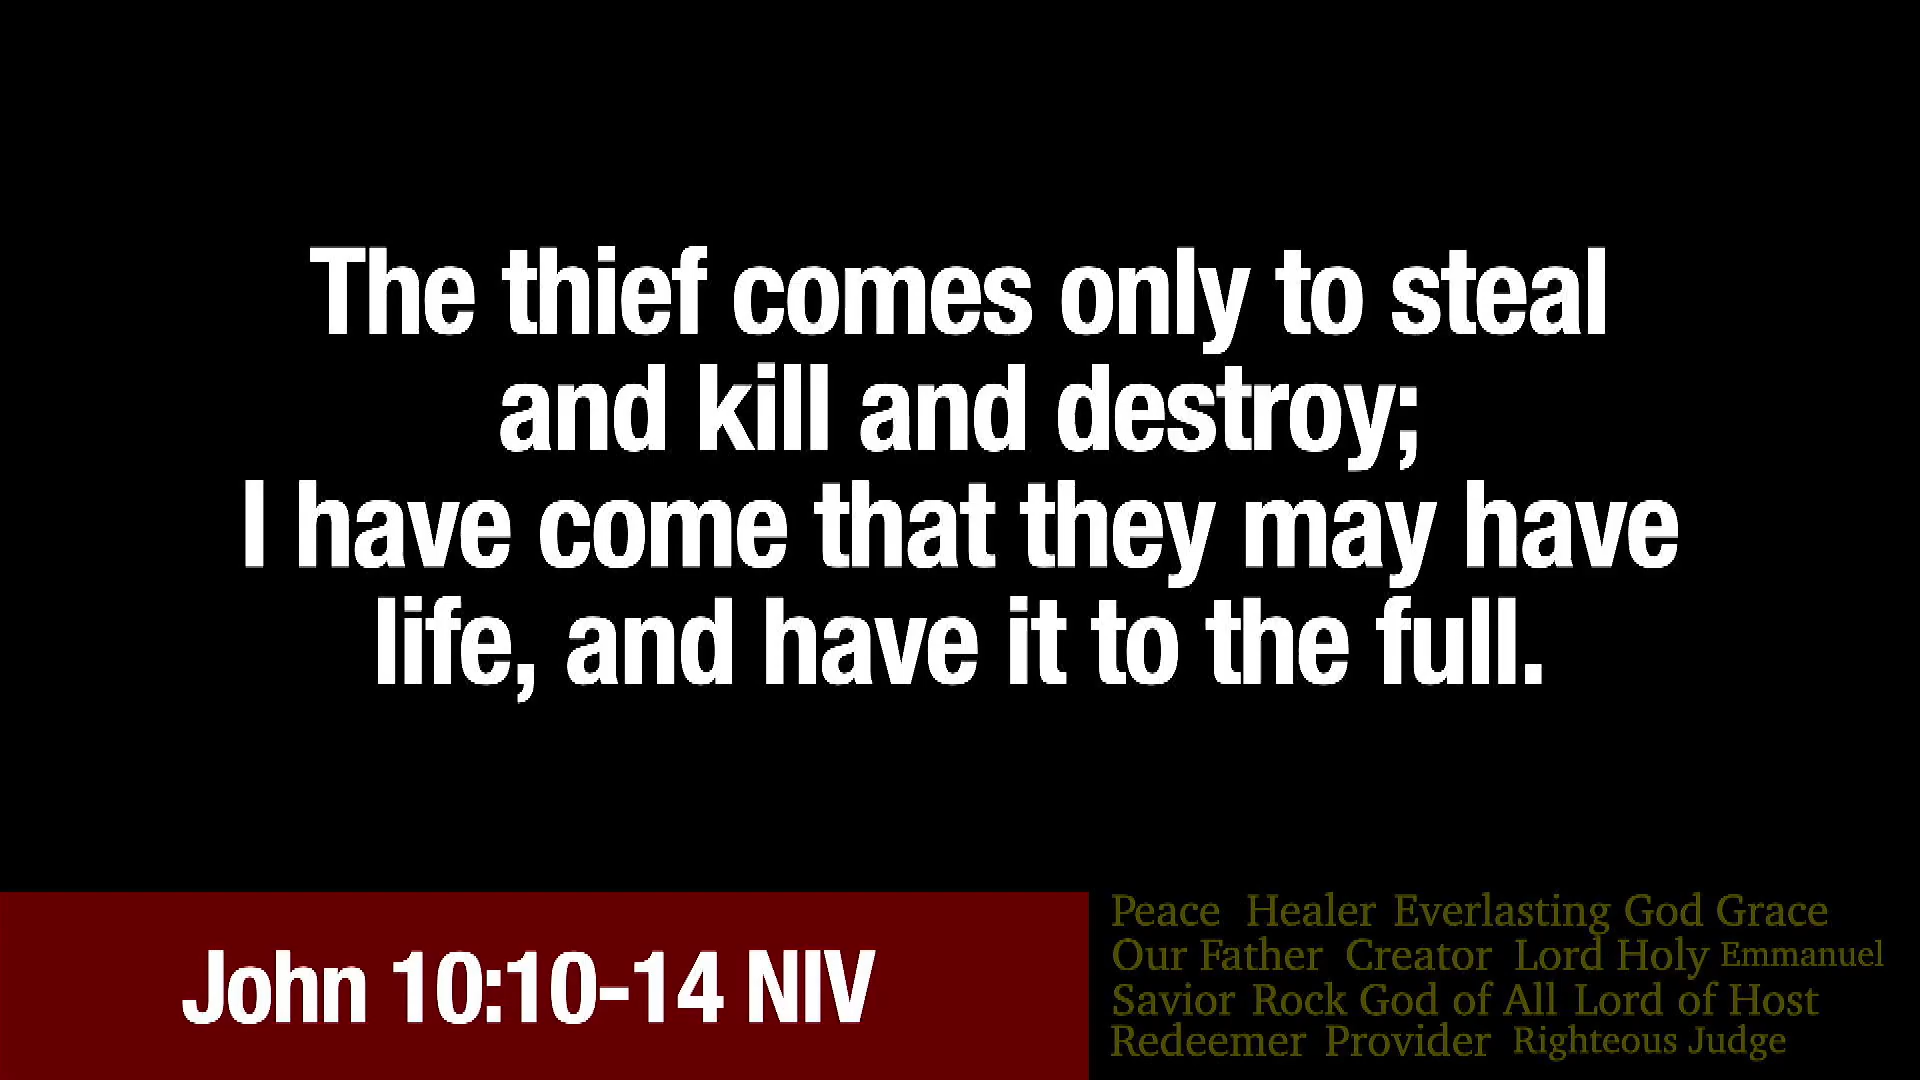 The thief comes only to steal
and kill and destroy;
I have come that they may have
life, and have it to the full.
John 10:10-14 NIV
Peace Healer Everlasting God Grace
Our Father Creator Lord Holy Emmanuel
Savior Rock God of All Lord of Host
Redeemer Provider Righteous Judge